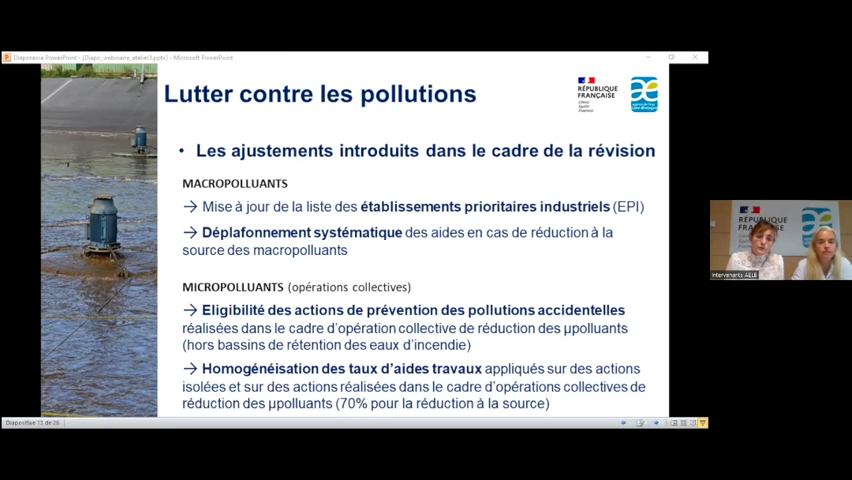 Diaporama PowerPoint - [Diapo_webinaire_atelier3.pptx] - Microsoft PowerPoint
Lutter contre les pollutions
RÉPUBLIQUE
FRANÇAISE
Liberté
Égalité
Fraternité
• Les ajustements introduits dans le cadre de la révision
MACROPOLLUANTS
→ Mise à jour de la liste des établissements prioritaires industriels (EPI)
→ Déplafonnement systématique des aides en cas de réduction à la
source des macropolluants
MICROPOLLUANTS (opérations collectives)
→ Eligibilité des actions de prévention des pollutions accidentelles
réalisées dans le cadre d'opération collective de réduction des µpolluants
(hors bassins de rétention des eaux d'incendie)
→ Homogénéisation des taux d'aides travaux appliqués sur des actions
isolées et sur des actions réalisées dans le cadre d'opérations collectives de
réduction des µpolluants (70% pour la réduction à la source)
Diapositive 13 de 26
RÉPUBLIQUE
FRANÇAISE
Intervenants AELB